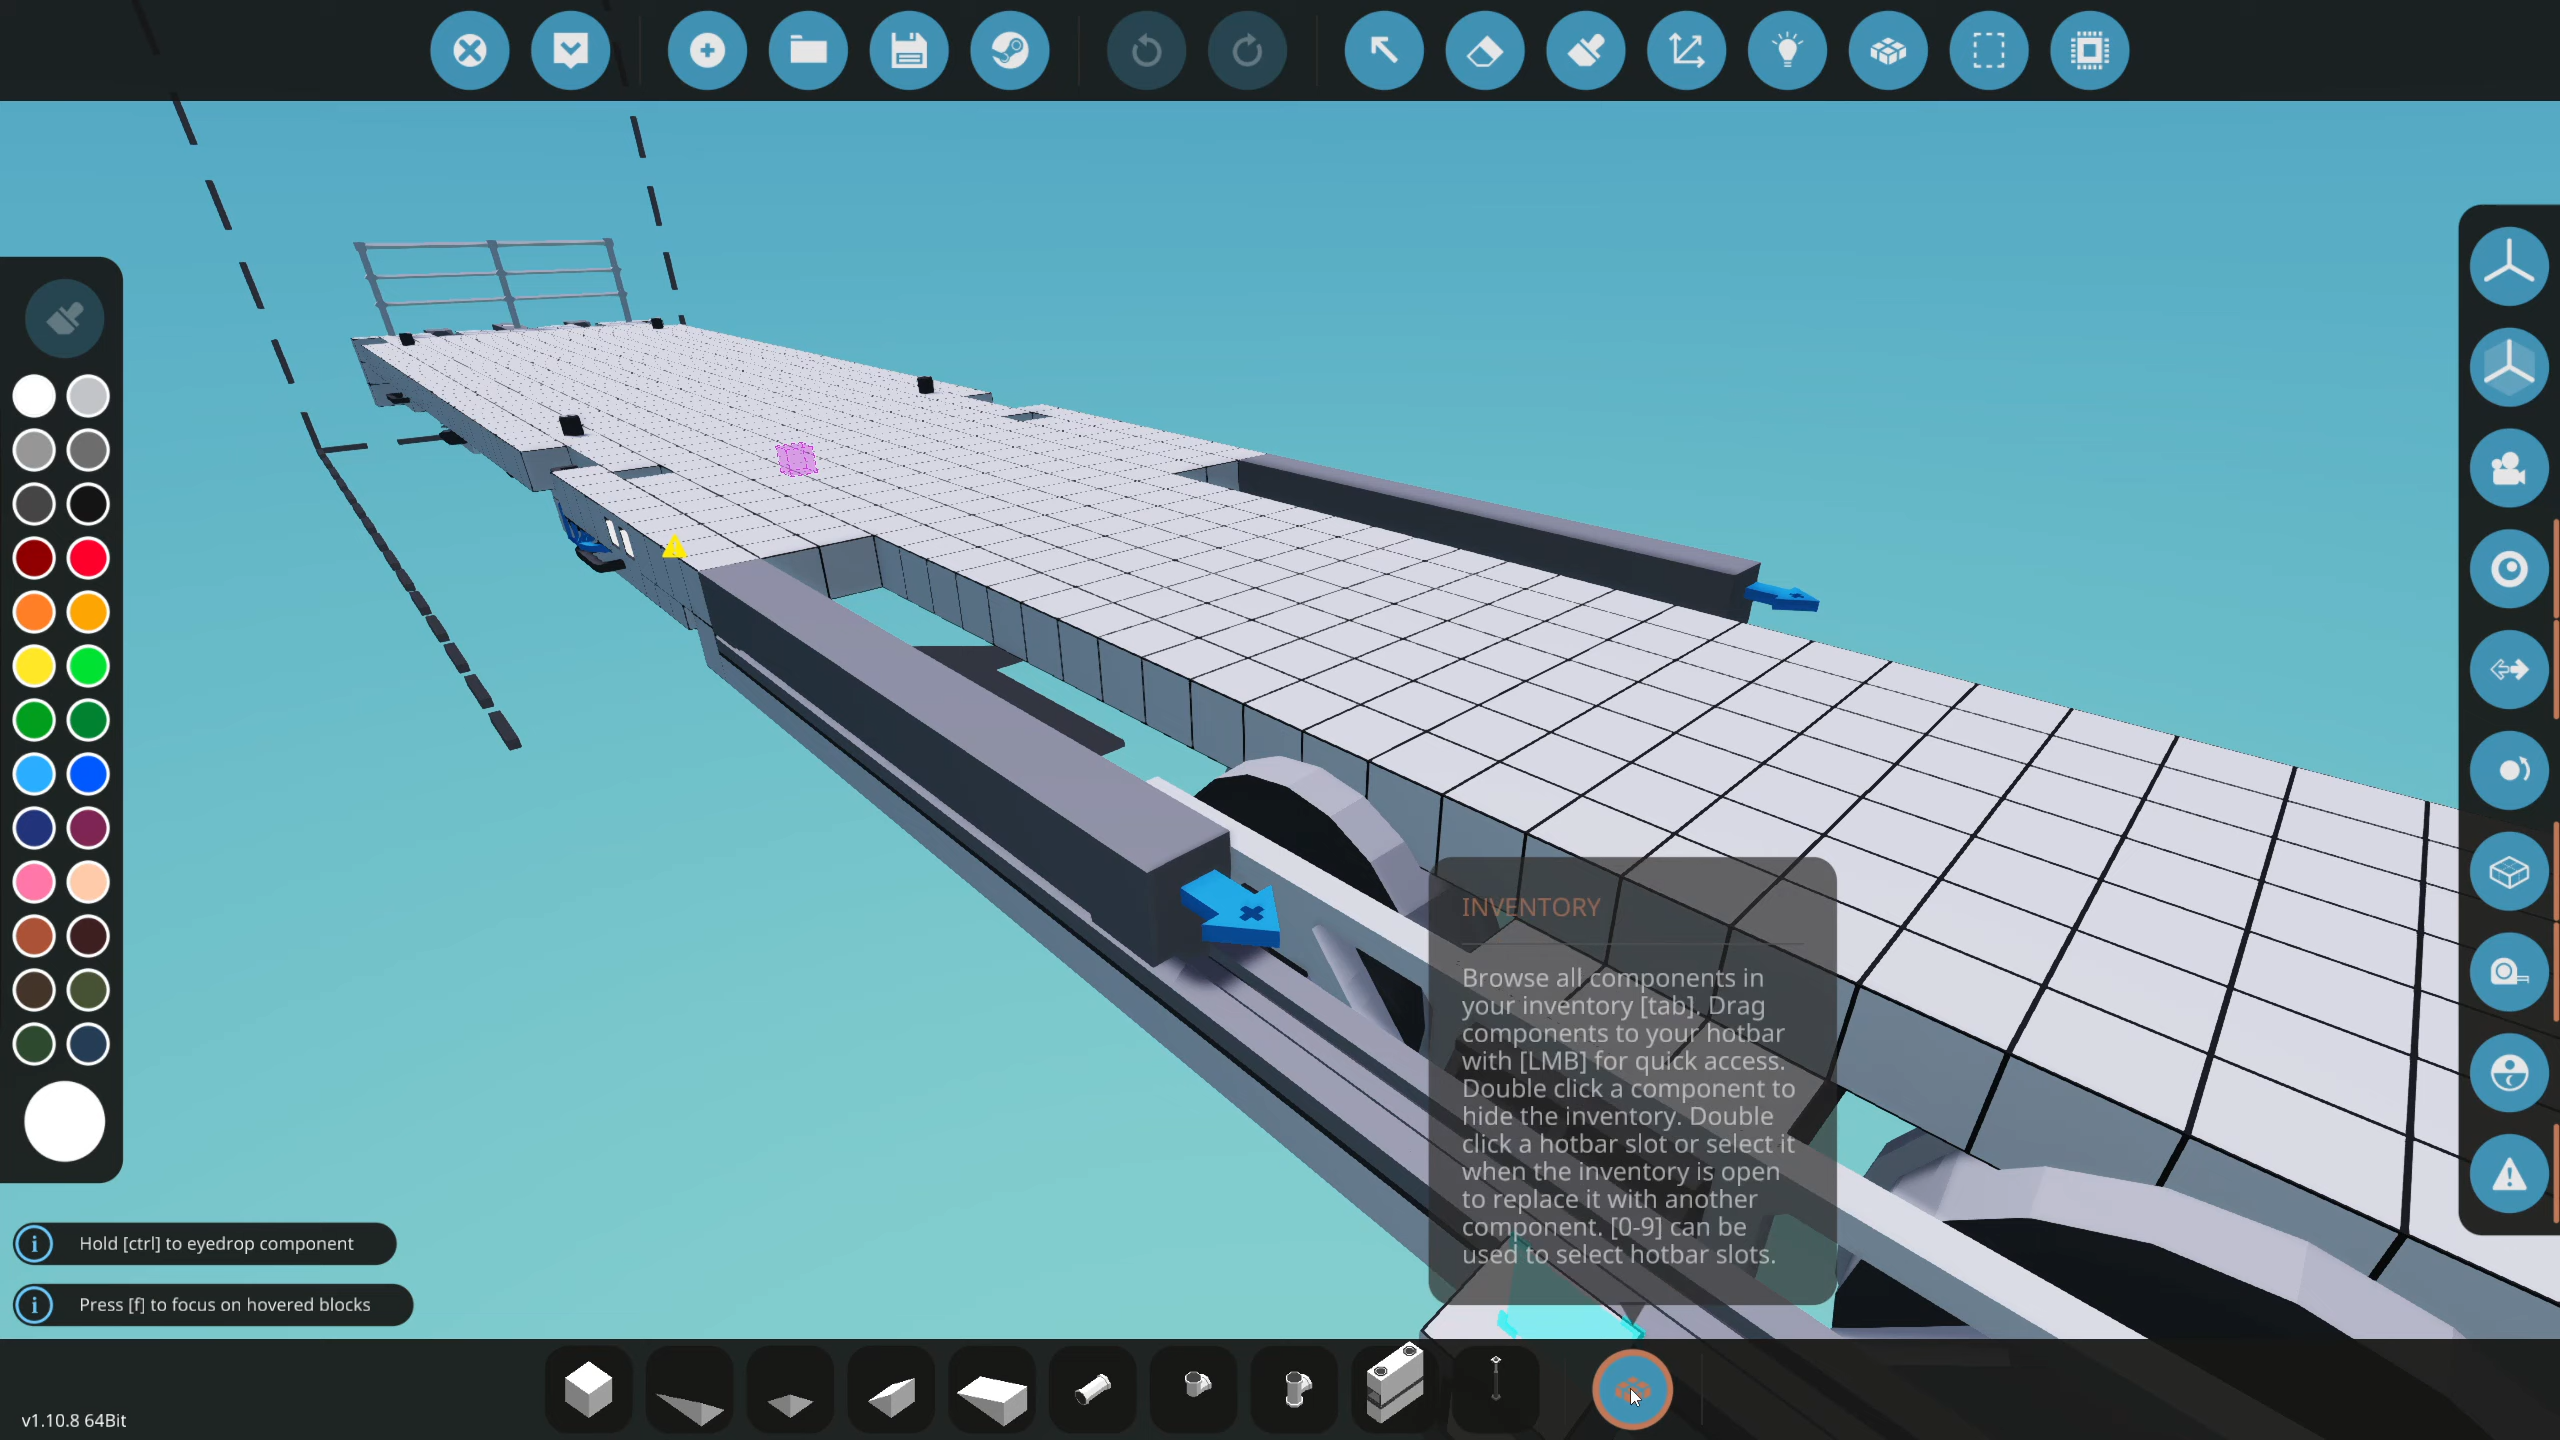 INVENTORY
Browse all components in
your inventory [tab]. Drag
components to your hotbar
with [LMB] for quick access.
Double click a component to
hide the inventory. Double
click a hotbar slot or select it
when the inventory is open
to replace it with another
component. [0-9] can be
used to select hotbar slots.
Hold [ctrl] to eyedrop component
Press [f] to focus on hovered blocks
v1.10.8 64Bit